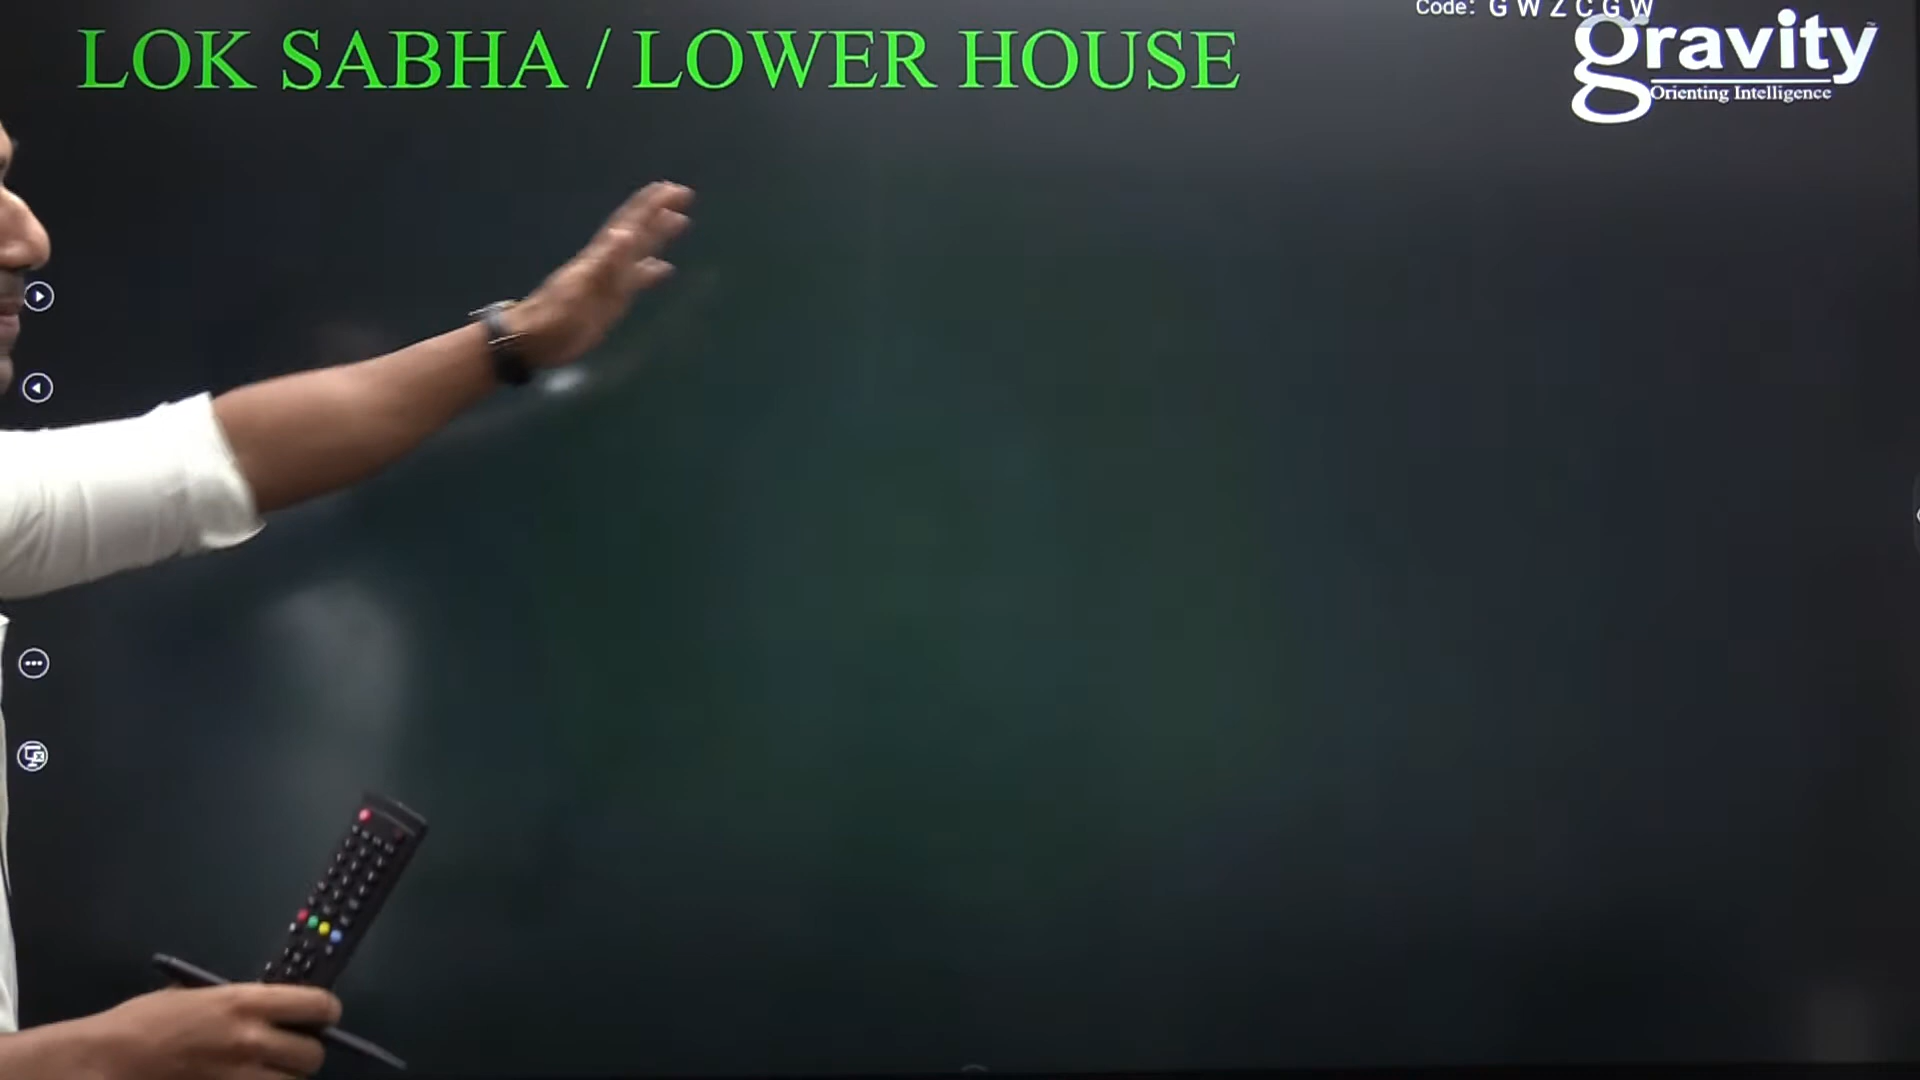 Code: G W Z C G W
LOK SABHA / LOWER HOUSE
gravity
Orienting Intelligence